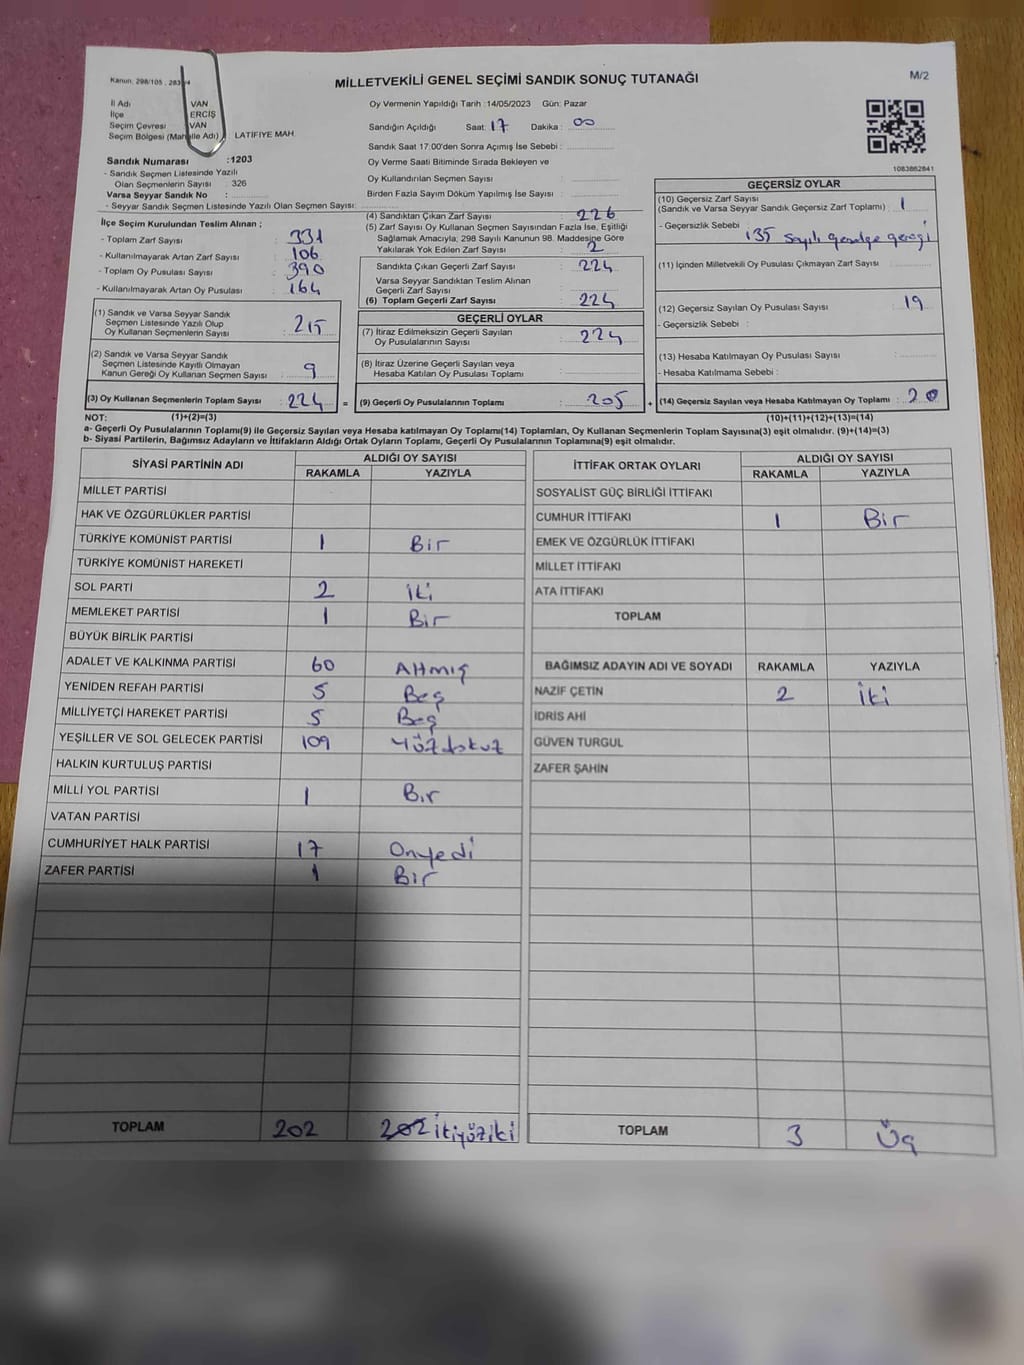 Kanun: 298/105, 283
MİLLETVEKİLİ GENEL SEÇİMİ SANDIK SONUÇ TUTANAĞI
M/2
İl Adı VAN
İlçe ERCİŞ
Seçim Çevresi VAN
Seçim Bölgesi (Mahalle Adı) LATİFİYE MAH.
Sandık Numarası :1203
- Sandık Seçmen Listesinde Yazılı
Olan Seçmenlerin Sayısı : 326
Varsa Seyyar Sandık No :
- Seyyar Sandık Seçmen Listesinde Yazılı Olan Seçmen Sayısı:
Oy Vermenin Yapıldığı Tarih :14/05/2023 Gün: Pazar
Sandığın Açıldığı Saat: 17 Dakika : 00
Sandık Saat 17:00'den Sonra Açımış İse Sebebi :
Oy Verme Saati Bitiminde Sırada Bekleyen ve
Oy Kullandırılan Seçmen Sayısı :
Birden Fazla Sayım Döküm Yapılmış İse Sayısı :
1083862841
İlçe Seçim Kurulundan Teslim Alınan ;
- Toplam Zarf Sayısı : 331
- Kullanılmayarak Artan Zarf Sayısı : 106
- Toplam Oy Pusulası Sayısı : 390
- Kullanılmayarak Artan Oy Pusulası : 164
(1) Sandık ve Varsa Seyyar Sandık
Seçmen Listesinde Yazılı Olup
Oy Kullanan Seçmenlerin Sayısı : 215
(2) Sandık ve Varsa Seyyar Sandık
Seçmen Listesinde Kayıtlı Olmayan
Kanun Gereği Oy Kullanan Seçmen Sayısı : 9
(3) Oy Kullanan Seçmenlerin Toplam Sayısı : 224 =
(4) Sandıktan Çıkan Zarf Sayısı : 226
(5) Zarf Sayısı Oy Kullanan Seçmen Sayısından Fazla İse, Eşitliği
Sağlamak Amacıyla; 298 Sayılı Kanunun 98. Maddesine Göre
Yakılarak Yok Edilen Zarf Sayısı : 2
Sandıkta Çıkan Geçerli Zarf Sayısı : 224
Varsa Seyyar Sandıktan Teslim Alınan
Geçerli Zarf Sayısı :
(6) Toplam Geçerli Zarf Sayısı : 224
GEÇERLİ OYLAR
(7) İtiraz Edilmeksizin Geçerli Sayılan
Oy Pusulalarının Sayısı : 224
(8) İtiraz Üzerine Geçerli Sayılan veya
Hesaba Katılan Oy Pusulası Toplamı :
(9) Geçerli Oy Pusulalarının Toplamı : 205 +
GEÇERSİZ OYLAR
(10) Geçersiz Zarf Sayısı
(Sandık ve Varsa Seyyar Sandık Geçersiz Zarf Toplamı) : 1
- Geçersizlik Sebebi : 135 sayılı genelge gereği
(11) İçinden Milletvekili Oy Pusulası Çıkmayan Zarf Sayısı :
(12) Geçersiz Sayılan Oy Pusulası Sayısı : 19
- Geçersizlik Sebebi :
(13) Hesaba Katılmayan Oy Pusulası Sayısı :
- Hesaba Katılmama Sebebi :
(14) Geçersiz Sayılan veya Hesaba Katılmayan Oy Toplamı : 20
NOT: (1)+(2)=(3) (10)+(11)+(12)+(13)=(14)
a- Geçerli Oy Pusulalarının Toplamı(9) ile Geçersiz Sayılan veya Hesaba katılmayan Oy Toplamı(14) Toplamları, Oy Kullanan Seçmenlerin Toplam Sayısına(3) eşit olmalıdır. (9)+(14)=(3)
b- Siyasi Partilerin, Bağımsız Adayların ve İttifakların Aldığı Ortak Oyların Toplamı, Geçerli Oy Pusulalarının Toplamına(9) eşit olmalıdır.
SİYASİ PARTİNİN ADI ALDIĞI OY SAYISI
RAKAMLA YAZIYLA
MİLLET PARTİSİ
HAK VE ÖZGÜRLÜKLER PARTİSİ
TÜRKİYE KOMÜNİST PARTİSİ 1 Bir
TÜRKİYE KOMÜNİST HAREKETİ
SOL PARTİ 2 iki
MEMLEKET PARTİSİ 1 Bir
BÜYÜK BİRLİK PARTİSİ
ADALET VE KALKINMA PARTİSİ 60 Altmış
YENİDEN REFAH PARTİSİ 5 Beş
MİLLİYETÇİ HAREKET PARTİSİ 5 Beş
YEŞİLLER VE SOL GELECEK PARTİSİ 109 Yüzdokuz
HALKIN KURTULUŞ PARTİSİ
MİLLİ YOL PARTİSİ 1 Bir
VATAN PARTİSİ
CUMHURİYET HALK PARTİSİ 17 Onyedi
ZAFER PARTİSİ 1 Bir
TOPLAM 202 202 ikiyüziki
İTTİFAK ORTAK OYLARI ALDIĞI OY SAYISI
RAKAMLA YAZIYLA
SOSYALİST GÜÇ BİRLİĞİ İTTİFAKI
CUMHUR İTTİFAKI 1 Bir
EMEK VE ÖZGÜRLÜK İTTİFAKI
MİLLET İTTİFAKI
ATA İTTİFAKI
TOPLAM
BAĞIMSIZ ADAYIN ADI VE SOYADI RAKAMLA YAZIYLA
NAZİF ÇETİN 2 İki
İDRİS AHİ
GÜVEN TURGUL
ZAFER ŞAHİN
TOPLAM 3 Üç